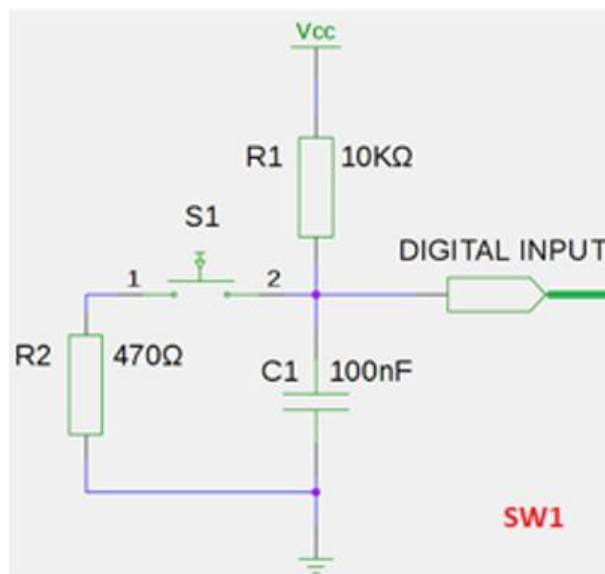 Vcc
R1 10KΩ
S1
DIGITAL INPUT
1 2
R2 470Ω
C1 100nF
SW1